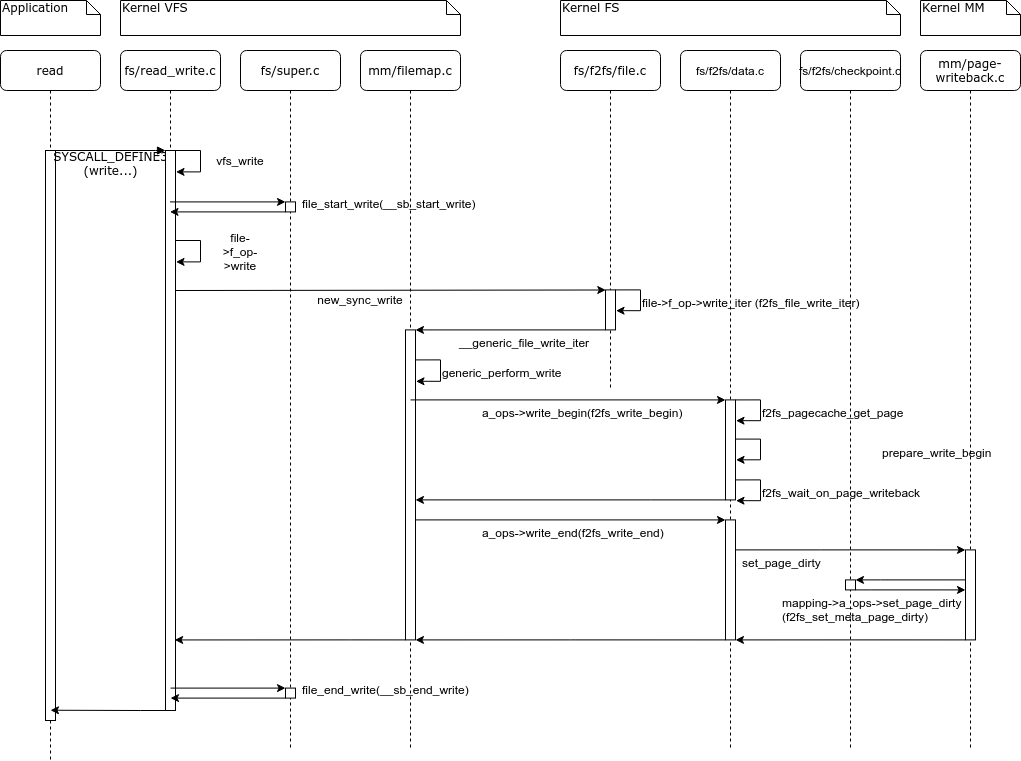 Application
Kernel VFS
Kernel FS
Kernel MM
read
fs/read_write.c
fs/super.c
mm/filemap.c
fs/f2fs/file.c
fs/f2fs/data.c
fs/f2fs/checkpoint.c
mm/page-
writeback.c
SYSCALL_DEFINE3
(write...)
vfs_write
file_start_write(__sb_start_write)
file-
>f_op-
>write
new_sync_write
file->f_op->write_iter (f2fs_file_write_iter)
__generic_file_write_iter
generic_perform_write
a_ops->write_begin(f2fs_write_begin)
f2fs_pagecache_get_page
prepare_write_begin
f2fs_wait_on_page_writeback
a_ops->write_end(f2fs_write_end)
set_page_dirty
mapping->a_ops->set_page_dirty
(f2fs_set_meta_page_dirty)
file_end_write(__sb_end_write)